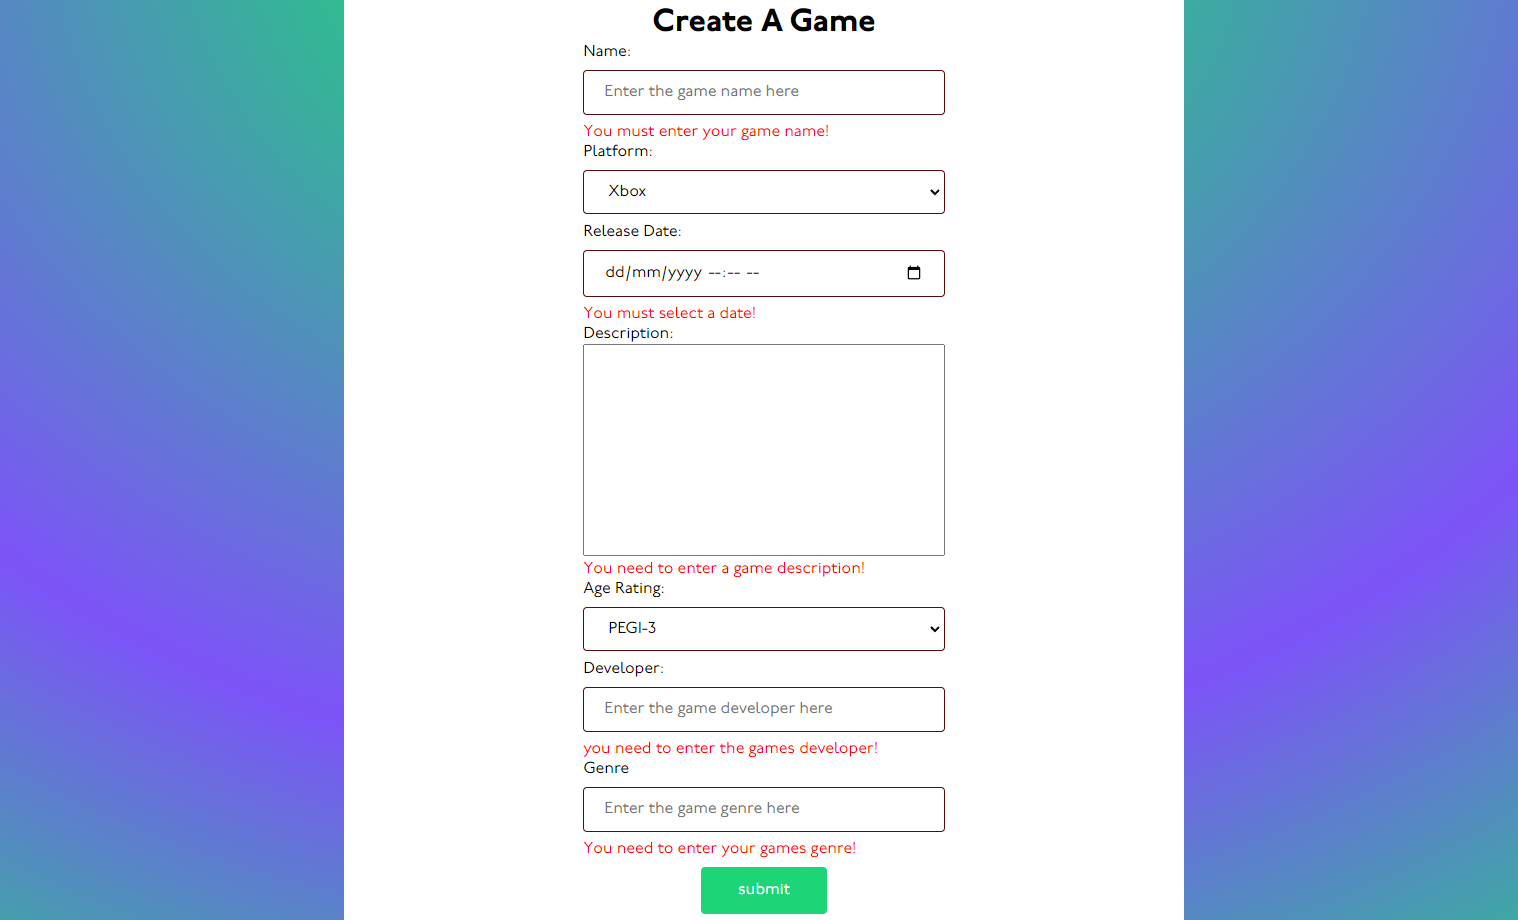 Create A Game
Name:
Enter the game name here
You must enter your game name!
Platform:
Xbox
Release Date:
dd/mm/yyyy --:-- --
You must select a date!
Description:
You need to enter a game description!
Age Rating:
PEGI-3
Developer:
Enter the game developer here
you need to enter the games developer!
Genre
Enter the game genre here
You need to enter your games genre!
submit